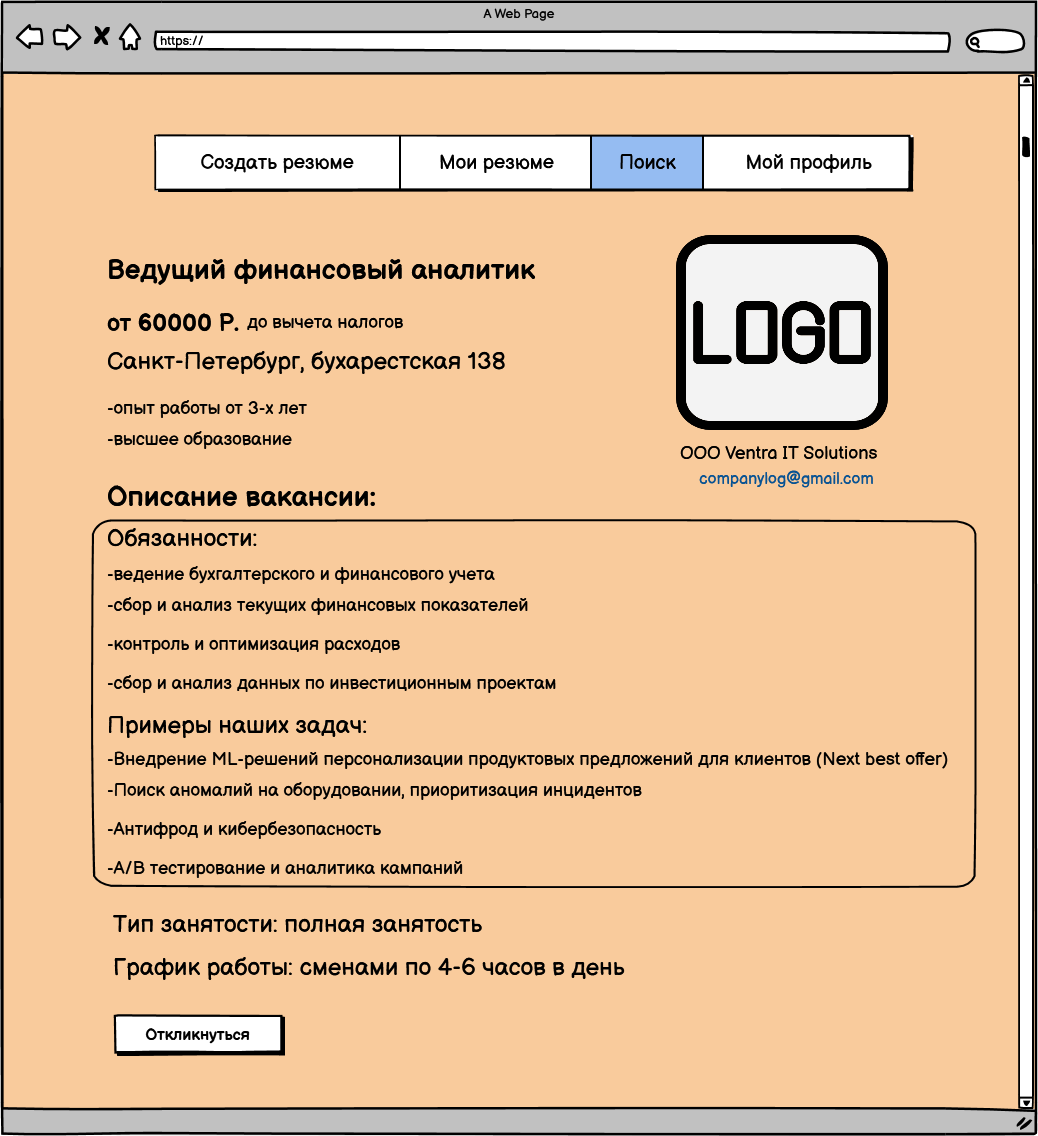 A Web Page
https://
Создать резюме
Мои резюме
Поиск
Мой профиль
LOGO
Ведущий финансовый аналитик
от 60000 Р. до вычета налогов
Санкт-Петербург, бухарестская 138
-опыт работы от 3-х лет
-высшее образование
ООО Ventra IT Solutions
companylog@gmail.com
Описание вакансии:
Обязанности:
-ведение бухгалтерского и финансового учета
-сбор и анализ текущих финансовых показателей
-контроль и оптимизация расходов
-сбор и анализ данных по инвестиционным проектам
Примеры наших задач:
-Внедрение ML-решений персонализации продуктовых предложений для клиентов (Next best offer)
-Поиск аномалий на оборудовании, приоритизация инцидентов
-Антифрод и кибербезопасность
-A/B тестирование и аналитика кампаний
Тип занятости: полная занятость
График работы: сменами по 4-6 часов в день
Откликнуться